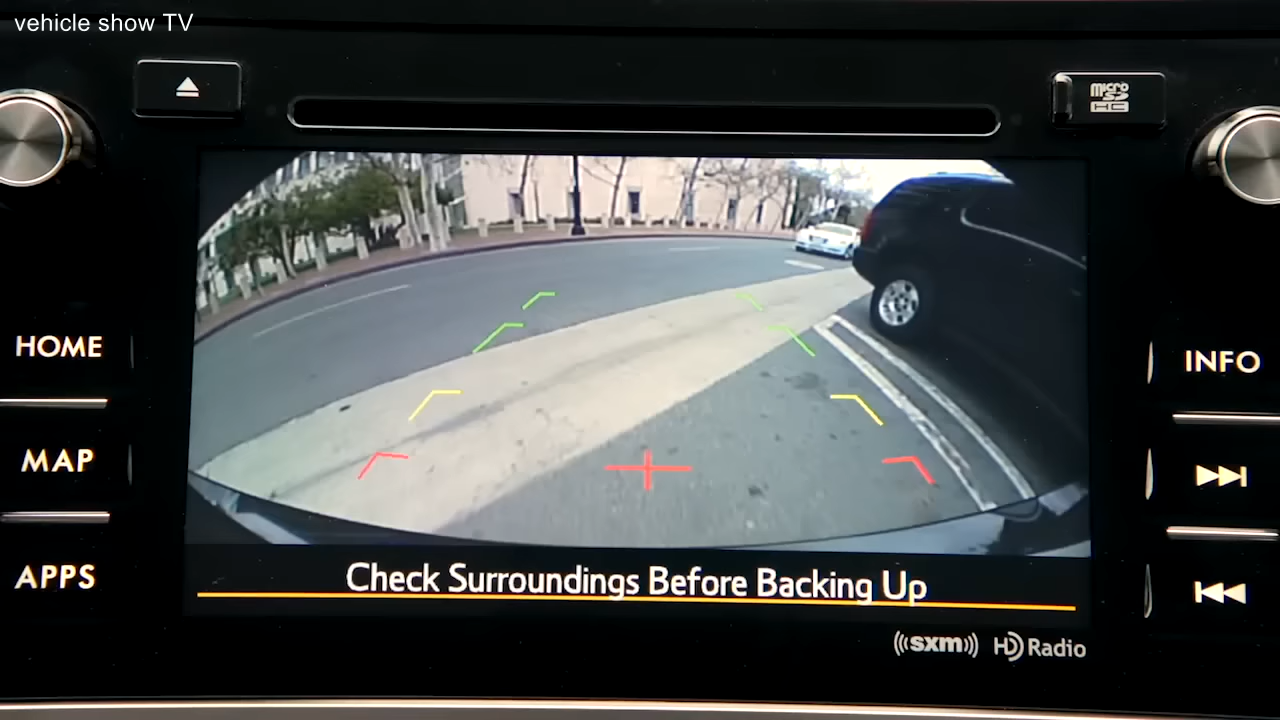 vehicle show TV
micro
SD
HC
HOME
INFO
MAP
APPS
Check Surroundings Before Backing Up
((sxm))
HD Radio